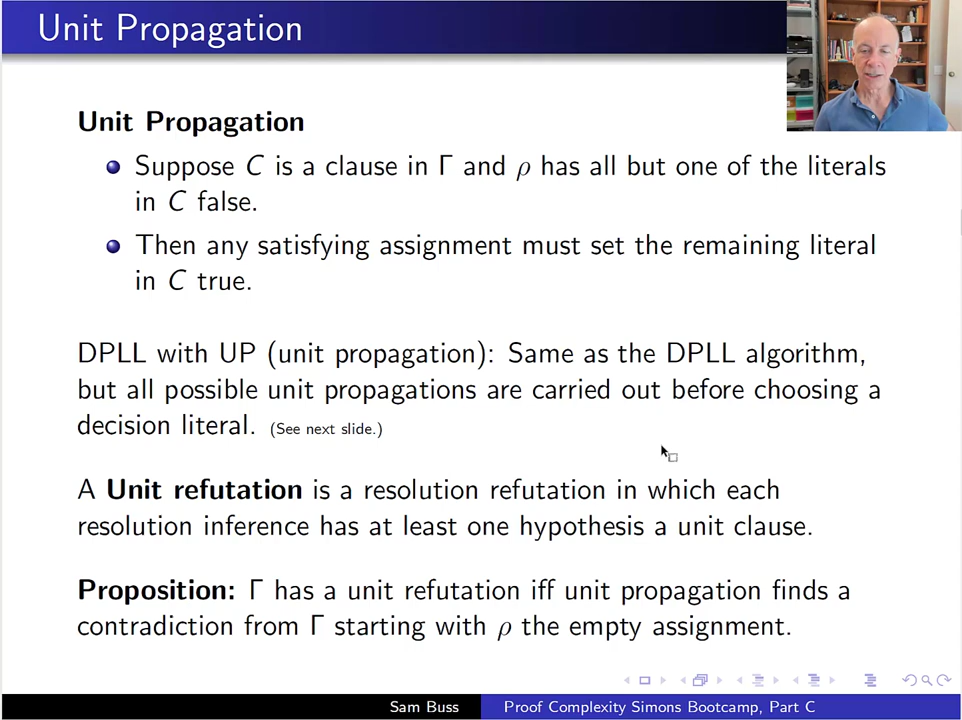 Unit Propagation
Unit Propagation
Suppose C is a clause in Γ and ρ has all but one of the literals
in C false.
Then any satisfying assignment must set the remaining literal
in C true.
DPLL with UP (unit propagation): Same as the DPLL algorithm,
but all possible unit propagations are carried out before choosing a
decision literal. (See next slide.)
A Unit refutation is a resolution refutation in which each
resolution inference has at least one hypothesis a unit clause.
Proposition: Γ has a unit refutation iff unit propagation finds a
contradiction from Γ starting with ρ the empty assignment.
Sam Buss Proof Complexity Simons Bootcamp, Part C